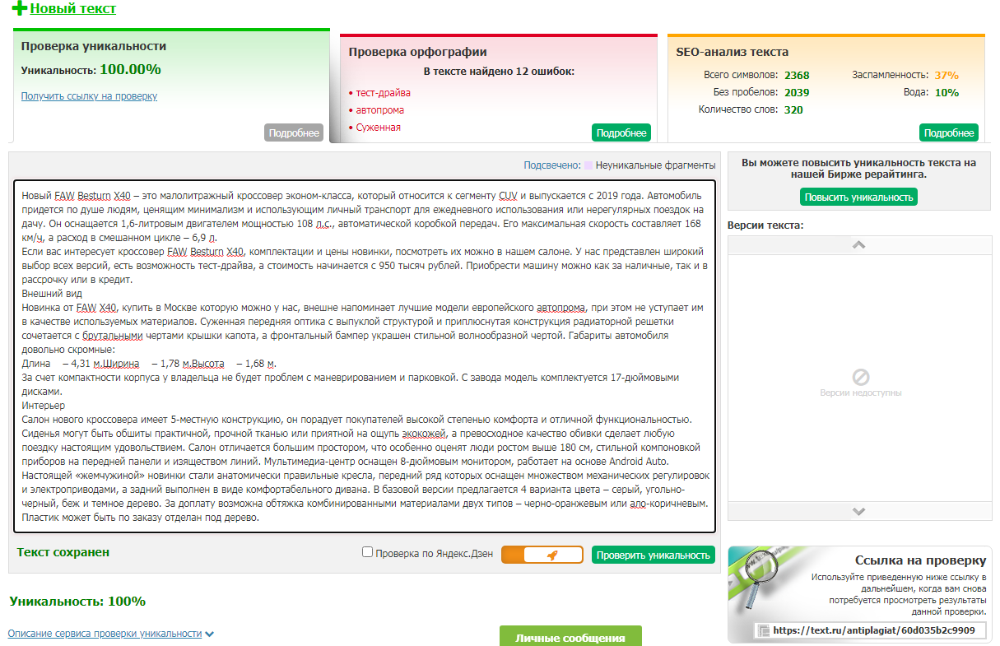 Новый текст
Проверка уникальности
Уникальность: 100.00%
Получить ссылку на проверку
Подробнее
Проверка орфографии
В тексте найдено 12 ошибок:
• тест-драйва
• автопрома
• Суженная
Подробнее
SEO-анализ текста
Всего символов: 2368
Без пробелов: 2039
Количество слов: 320
Заспамленность: 37%
Вода: 10%
Подробнее
Подсвечено: Неуникальные фрагменты
Новый FAW Besturn X40 – это малолитражный кроссовер эконом-класса, который относится к сегменту CUV и выпускается с 2019 года. Автомобиль
придется по душе людям, ценящим минимализм и использующим личный транспорт для ежедневного использования или нерегулярных поездок на
дачу. Он оснащается 1,6-литровым двигателем мощностью 108 л.с., автоматической коробкой передач. Его максимальная скорость составляет 168
км/ч, а расход в смешанном цикле – 6,9 л.
Если вас интересует кроссовер FAW Besturn X40, комплектации и цены новинки, посмотреть их можно в нашем салоне. У нас представлен широкий
выбор всех версий, есть возможность тест-драйва, а стоимость начинается с 950 тысяч рублей. Приобрести машину можно как за наличные, так и в
рассрочку или в кредит.
Внешний вид
Новинка от FAW X40, купить в Москве которую можно у нас, внешне напоминает лучшие модели европейского автопрома, при этом не уступает им
в качестве используемых материалов. Суженная передняя оптика с выпуклой структурой и приплюснутая конструкция радиаторной решетки
сочетается с брутальными чертами крышки капота, а фронтальный бампер украшен стильной волнообразной чертой. Габариты автомобиля
довольно скромные:
Длина – 4,31 м.Ширина – 1,78 м.Высота – 1,68 м.
За счет компактности корпуса у владельца не будет проблем с маневрированием и парковкой. С завода модель комплектуется 17-дюймовыми
дисками.
Интерьер
Салон нового кроссовера имеет 5-местную конструкцию, он порадует покупателей высокой степенью комфорта и отличной функциональностью.
Сиденья могут быть обшиты практичной, прочной тканью или приятной на ощупь экокожей, а превосходное качество обивки сделает любую
поездку настоящим удовольствием. Салон отличается большим простором, что особенно оценят люди ростом выше 180 см, стильной компоновкой
приборов на передней панели и изяществом линий. Мультимедиа-центр оснащен 8-дюймовым монитором, работает на основе Android Auto.
Настоящей «жемчужиной» новинки стали анатомически правильные кресла, передний ряд которых оснащен множеством механических регулировок
и электроприводами, а задний выполнен в виде комфортабельного дивана. В базовой версии предлагается 4 варианта цвета – серый, угольно-
черный, беж и темное дерево. За доплату возможна обтяжка комбинированными материалами двух типов – черно-оранжевым или ало-коричневым.
Пластик может быть по заказу отделан под дерево.
Текст сохранен
Проверка по Яндекс.Дзен
Проверить уникальность
Уникальность: 100%
Описание сервиса проверки уникальности
Личные сообщения
Вы можете повысить уникальность текста на
нашей Бирже рерайтинга.
Повысить уникальность
Версии текста:
Версии недоступны
Ссылка на проверку
Используйте приведенную ниже ссылку в
дальнейшем, когда вам снова
потребуется просмотреть результаты
данной проверки.
https://text.ru/antiplagiat/60d035b2c9909